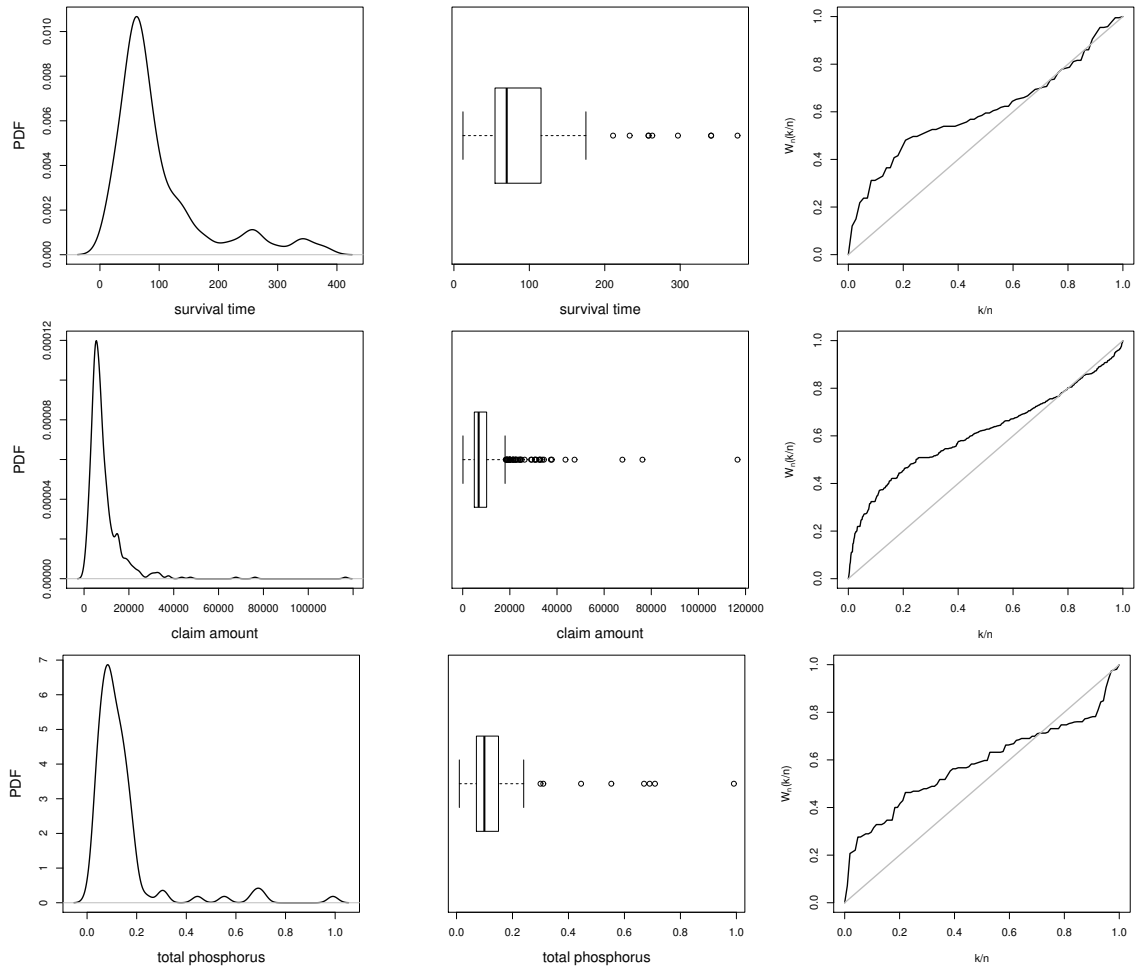 PDF
0.000 0.002 0.004 0.006 0.008 0.010
0 100 200 300 400
survival time
0 100 200 300
survival time
Wn(k/n)
0.0 0.2 0.4 0.6 0.8 1.0
0.0 0.2 0.4 0.6 0.8 1.0
k/n
PDF
0.00000 0.00004 0.00008 0.00012
0 20000 40000 60000 80000 100000
claim amount
0 20000 40000 60000 80000 100000 120000
claim amount
Wn(k/n)
0.0 0.2 0.4 0.6 0.8 1.0
0.0 0.2 0.4 0.6 0.8 1.0
k/n
PDF
0 1 2 3 4 5 6 7
0.0 0.2 0.4 0.6 0.8 1.0
total phosphorus
0.0 0.2 0.4 0.6 0.8 1.0
total phosphorus
Wn(k/n)
0.0 0.2 0.4 0.6 0.8 1.0
0.0 0.2 0.4 0.6 0.8 1.0
k/n